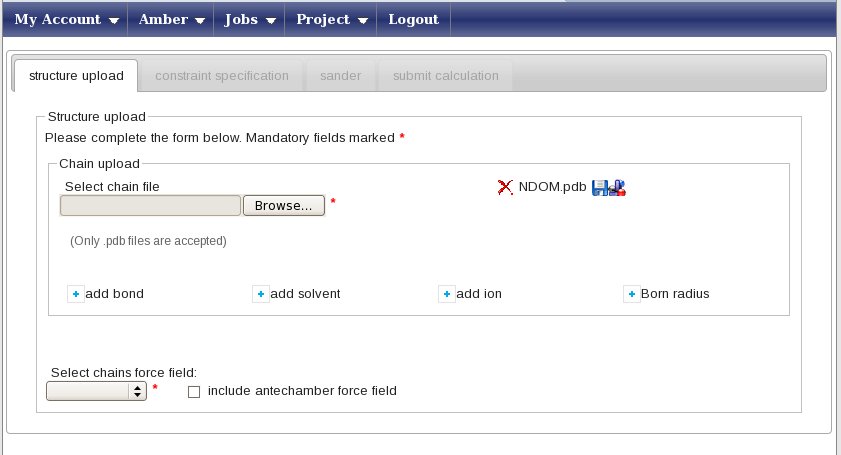 My Account Amber Jobs Project Logout
structure upload constraint specification sander submit calculation
Structure upload
Please complete the form below. Mandatory fields marked *
Chain upload
Select chain file
NDOM.pdb
Browse... *
(Only .pdb files are accepted)
add bond add solvent add ion Born radius
Select chains force field:
* include antechamber force field